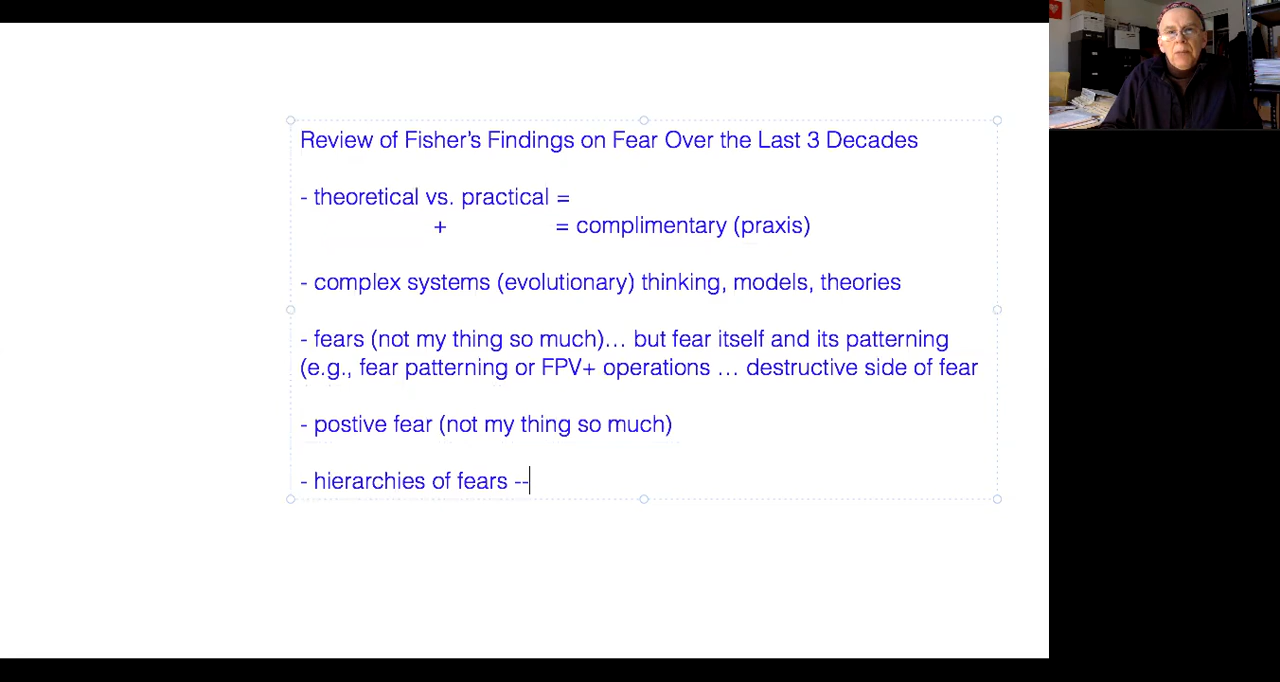 Review of Fisher's Findings on Fear Over the Last 3 Decades
- theoretical vs. practical =
+ = complimentary (praxis)
- complex systems (evolutionary) thinking, models, theories
- fears (not my thing so much)... but fear itself and its patterning
(e.g., fear patterning or FPV+ operations ... destructive side of fear
- postive fear (not my thing so much)
- hierarchies of fears --